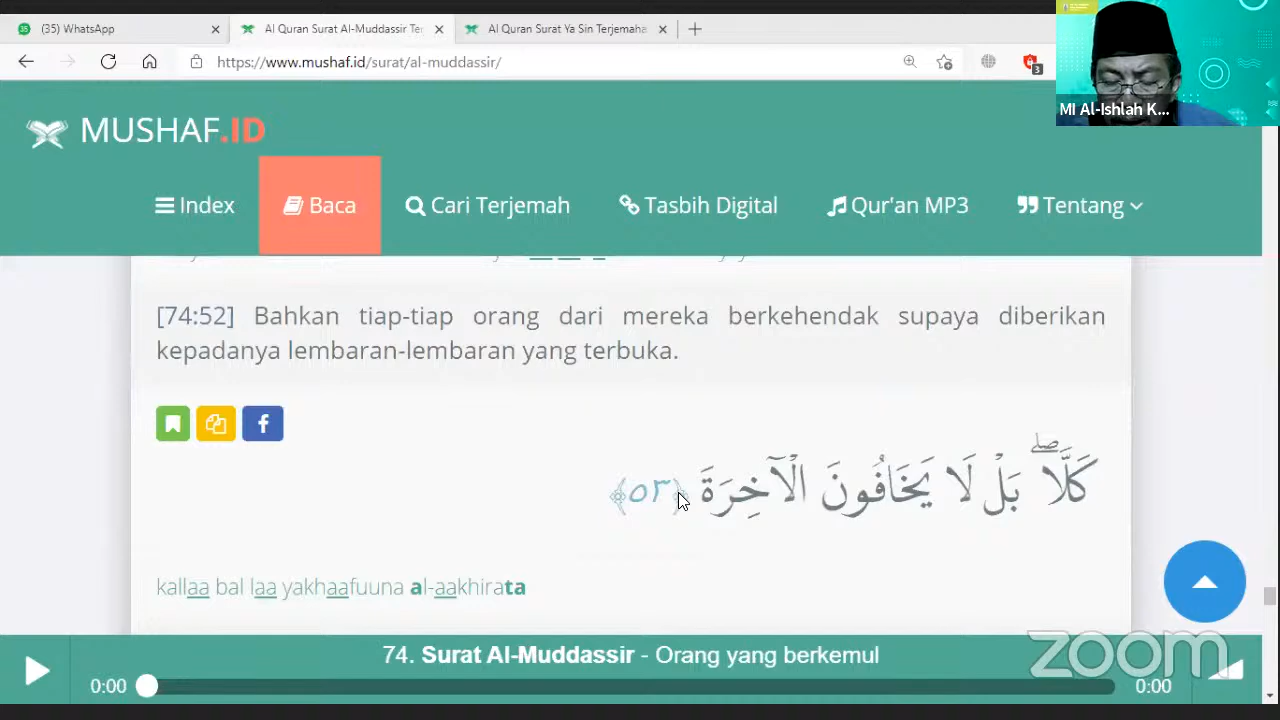 (35) WhatsApp
Al Quran Surat Al-Muddassir Ter
Al Quran Surat Ya Sin Terjemaha
https://www.mushaf.id/surat/al-muddassir/
3
MI Al-Ishlah K...
MUSHAF.ID
Index
Baca
Cari Terjemah
Tasbih Digital
Qur'an MP3
Tentang
[74:52] Bahkan tiap-tiap orang dari mereka berkehendak supaya diberikan
kepadanya lembaran-lembaran yang terbuka.
كَلَّا ۖ بَلْ لَا يَخَافُونَ الْآخِرَةَ ﴿٥٣﴾
kallaa bal laa yakhaafuuna al-aakhirata
74. Surat Al-Muddassir - Orang yang berkemul
0:00
0:00
zoom